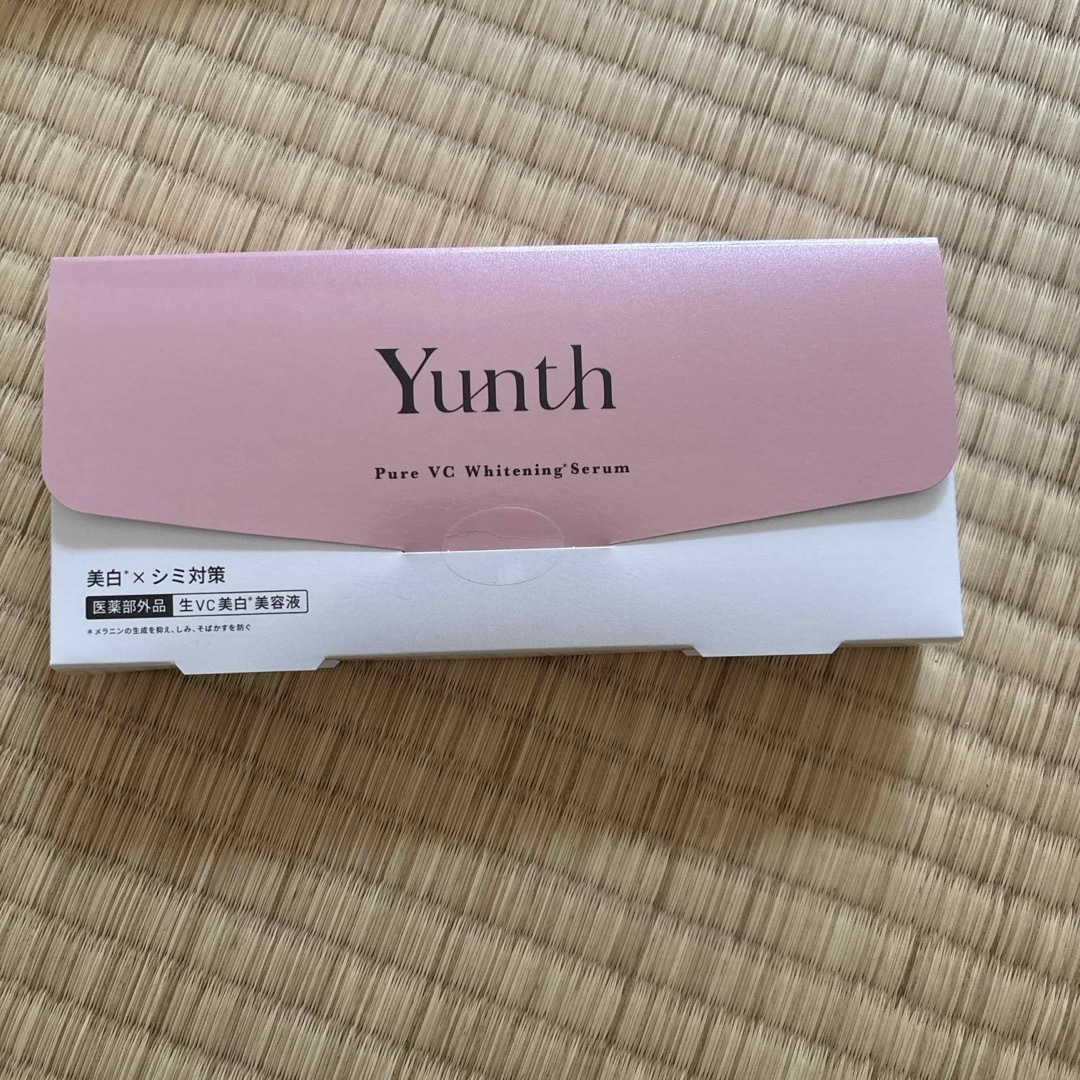 Yunth
Pure VC Whitening*Serum
美白*×シミ対策
医薬部外品 生VC美白*美容液
*メラニンの生成を抑え、しみ、そばかすを防ぐ